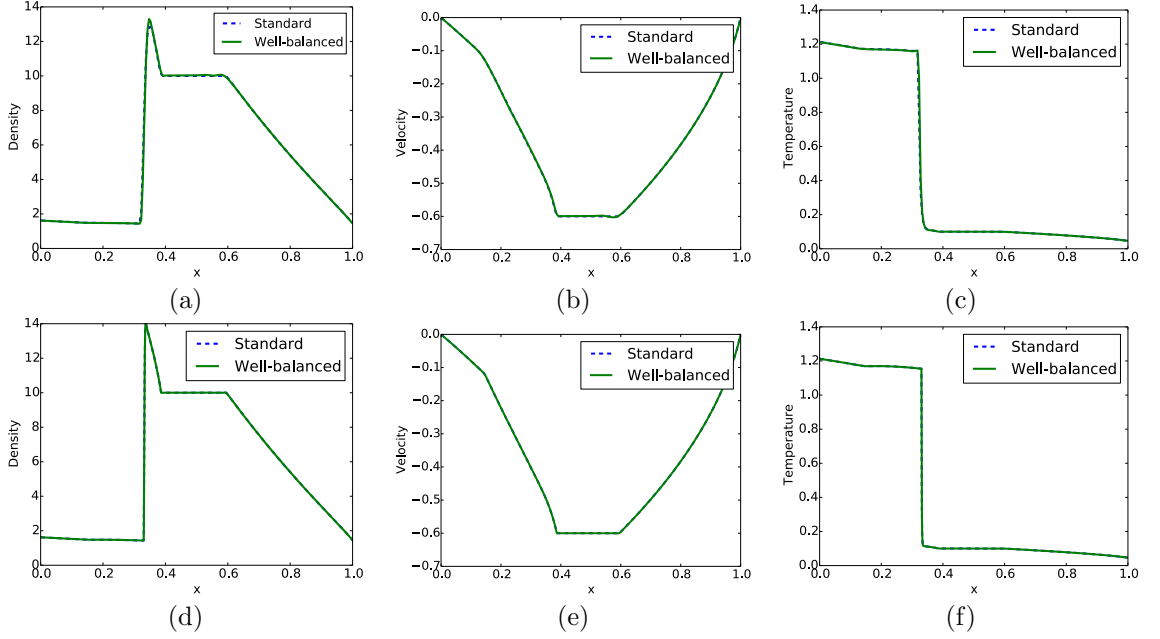 14
12
10
8
6
4
2
0
Density
Standard
Well-balanced
0.0 0.2 0.4 0.6 0.8 1.0
x
(a)
−0.0
−0.1
−0.2
−0.3
−0.4
−0.5
−0.6
−0.7
Velocity
Standard
Well-balanced
0.0 0.2 0.4 0.6 0.8 1.0
x
(b)
1.4
1.2
1.0
0.8
0.6
0.4
0.2
0.0
Temperature
Standard
Well-balanced
0.0 0.2 0.4 0.6 0.8 1.0
x
(c)
14
12
10
8
6
4
2
0
Density
Standard
Well-balanced
0.0 0.2 0.4 0.6 0.8 1.0
x
(d)
−0.0
−0.1
−0.2
−0.3
−0.4
−0.5
−0.6
−0.7
Velocity
Standard
Well-balanced
0.0 0.2 0.4 0.6 0.8 1.0
x
(e)
1.4
1.2
1.0
0.8
0.6
0.4
0.2
0.0
Temperature
Standard
Well-balanced
0.0 0.2 0.4 0.6 0.8 1.0
x
(f)